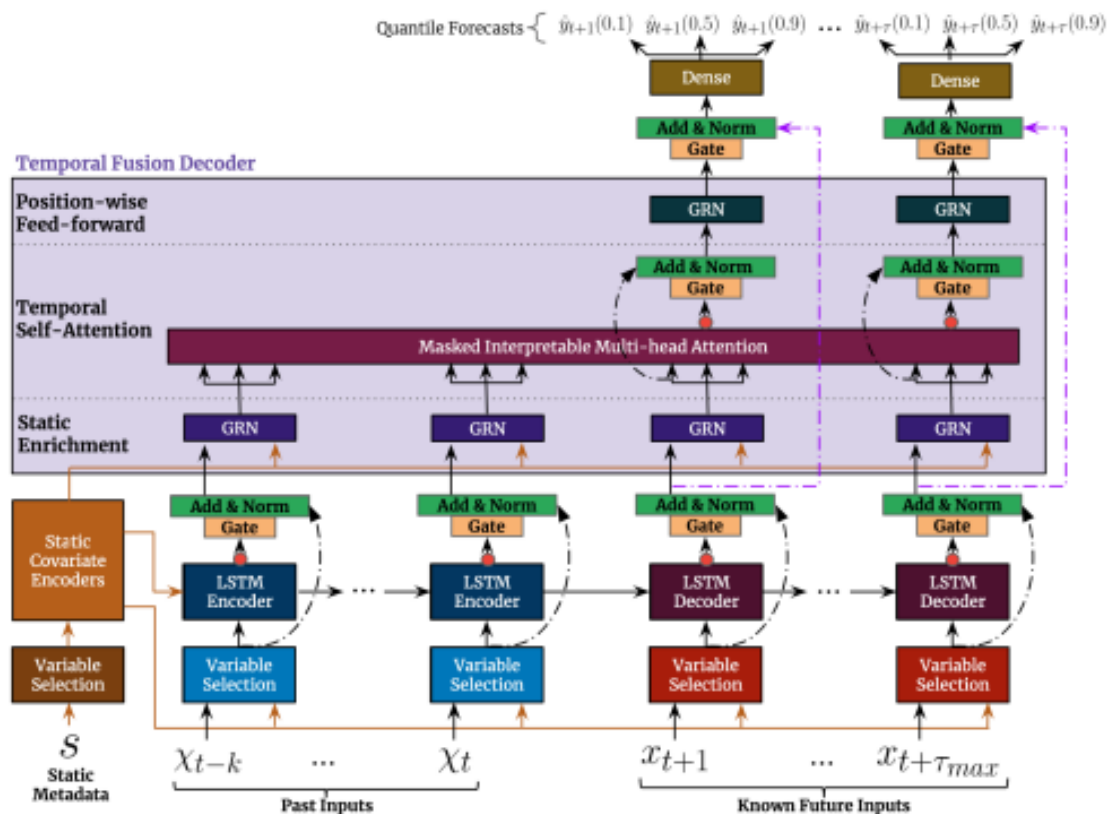 Quantile Forecasts { ŷt+1(0.1) ŷt+1(0.5) ŷt+1(0.9) ... ŷt+τ(0.1) ŷt+τ(0.5) ŷt+τ(0.9)
Dense Dense
Add & Norm Add & Norm
Gate Gate
Temporal Fusion Decoder
Position-wise
Feed-forward
GRN GRN
Add & Norm Add & Norm
Gate Gate
Temporal
Self-Attention
Masked Interpretable Multi-head Attention
Static
Enrichment
GRN GRN GRN GRN
Add & Norm Add & Norm Add & Norm Add & Norm
Gate Gate Gate Gate
Static
Covariate
Encoders
LSTM
Encoder
...
LSTM
Encoder
LSTM
Decoder
...
LSTM
Decoder
Variable
Selection
Variable
Selection
Variable
Selection
Variable
Selection
Variable
Selection
s χt−k ... χt xt+1 ... xt+τmax
Static
Metadata
Past Inputs
Known Future Inputs